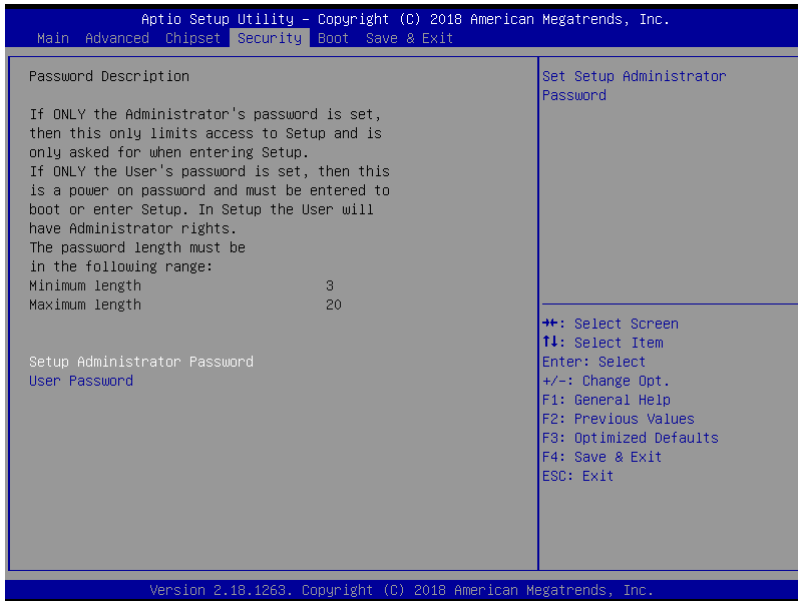 Aptio Setup Utility – Copyright (C) 2018 American Megatrends, Inc.
Main Advanced Chipset Security Boot Save & Exit
Password Description
If ONLY the Administrator's password is set,
then this only limits access to Setup and is
only asked for when entering Setup.
If ONLY the User's password is set, then this
is a power on password and must be entered to
boot or enter Setup. In Setup the User will
have Administrator rights.
The password length must be
in the following range:
Minimum length 3
Maximum length 20
Setup Administrator Password
User Password
Set Setup Administrator
Password
→←: Select Screen
↑↓: Select Item
Enter: Select
+/-: Change Opt.
F1: General Help
F2: Previous Values
F3: Optimized Defaults
F4: Save & Exit
ESC: Exit
Version 2.18.1263. Copyright (C) 2018 American Megatrends, Inc.